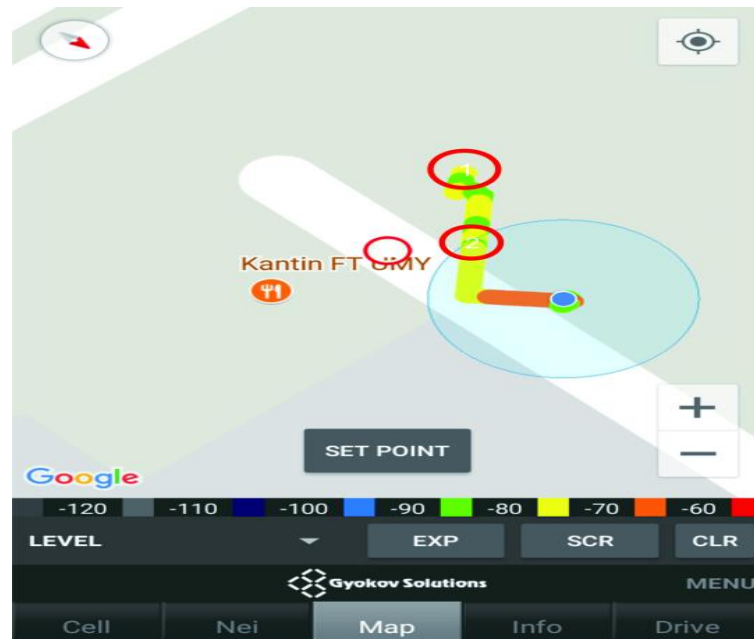 1
2
Kantin FT UMY
+
SET POINT
−
Google
-120 -110 -100 -90 -80 -70 -60
LEVEL EXP SCR CLR
Gyokov Solutions MENU
Cell Nei Map Info Drive